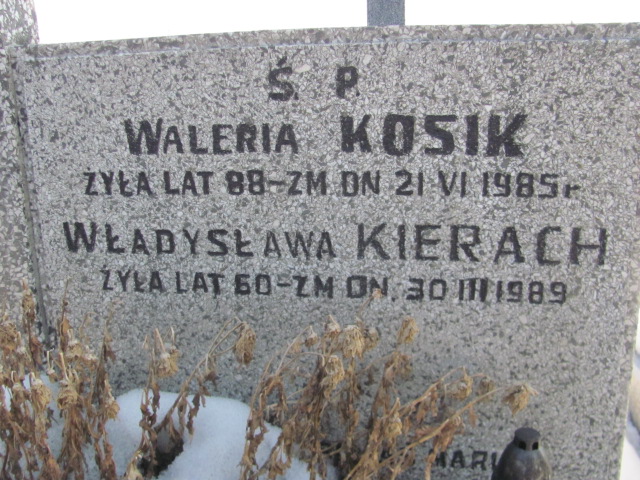 Ś. P.
WALERIA KOSIK
ŻYŁA LAT 88-ZM DN 21 VI 1985 r
WŁADYSŁAWA KIERACH
ŻYŁA LAT 60-ZM DN. 30 III 1989